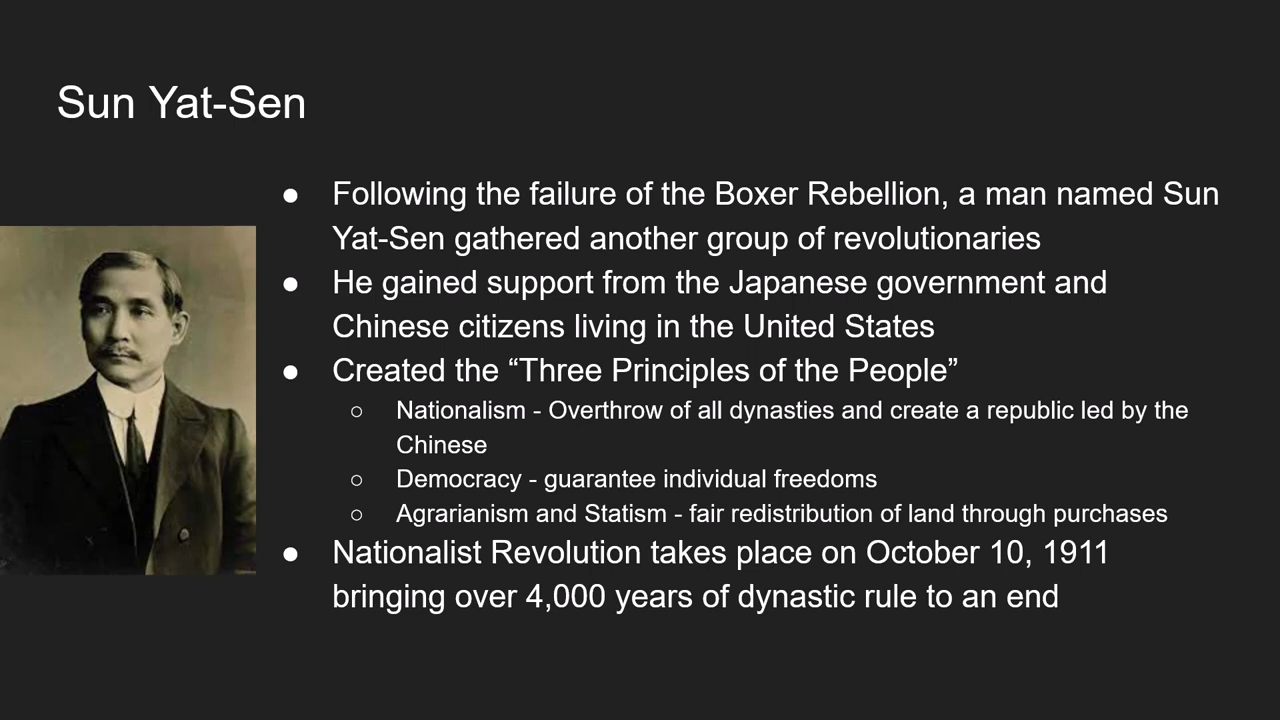 Sun Yat-Sen
● Following the failure of the Boxer Rebellion, a man named Sun
Yat-Sen gathered another group of revolutionaries
● He gained support from the Japanese government and
Chinese citizens living in the United States
● Created the “Three Principles of the People”
○ Nationalism - Overthrow of all dynasties and create a republic led by the
Chinese
○ Democracy - guarantee individual freedoms
○ Agrarianism and Statism - fair redistribution of land through purchases
● Nationalist Revolution takes place on October 10, 1911
bringing over 4,000 years of dynastic rule to an end